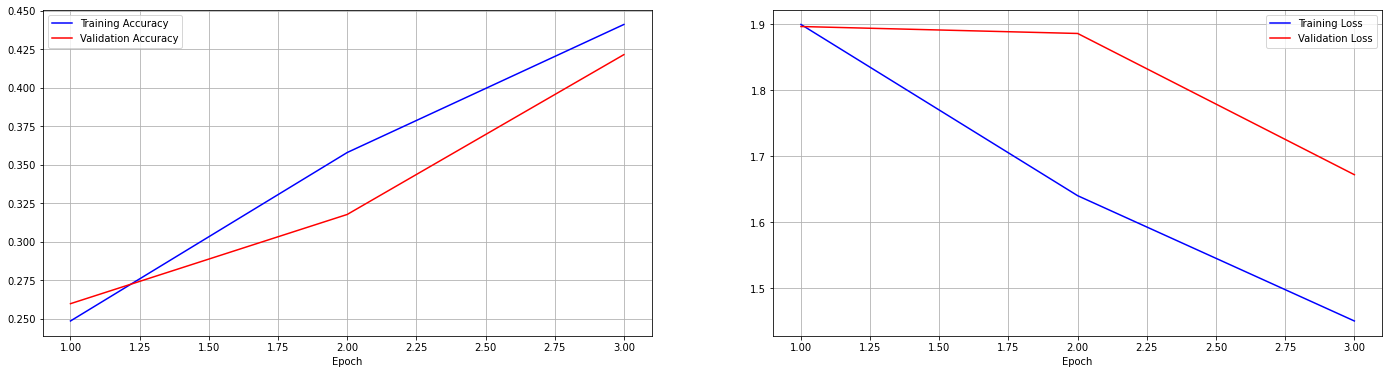 Training Accuracy
Validation Accuracy
0.450
0.425
0.400
0.375
0.350
0.325
0.300
0.275
0.250
1.00 1.25 1.50 1.75 2.00 2.25 2.50 2.75 3.00
Epoch
Training Loss
Validation Loss
1.9
1.8
1.7
1.6
1.5
1.00 1.25 1.50 1.75 2.00 2.25 2.50 2.75 3.00
Epoch